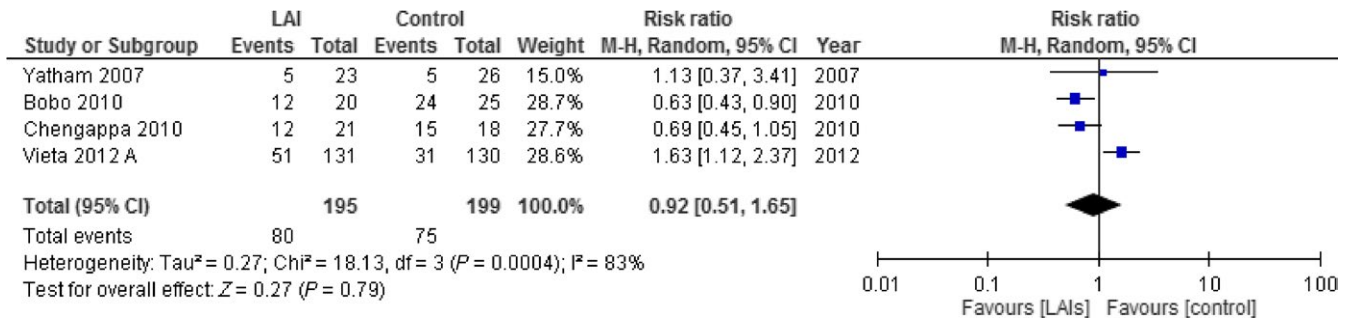 LAI Control Risk ratio Risk ratio
Study or Subgroup Events Total Events Total Weight M-H, Random, 95% CI Year M-H, Random, 95% CI
Yatham 2007 5 23 5 26 15.0% 1.13 [0.37, 3.41] 2007
Bobo 2010 12 20 24 25 28.7% 0.63 [0.43, 0.90] 2010
Chengappa 2010 12 21 15 18 27.7% 0.69 [0.45, 1.05] 2010
Vieta 2012 A 51 131 31 130 28.6% 1.63 [1.12, 2.37] 2012
Total (95% CI) 195 199 100.0% 0.92 [0.51, 1.65]
Total events 80 75
Heterogeneity: Tau² = 0.27; Chi² = 18.13, df = 3 (P = 0.0004); I² = 83%
Test for overall effect: Z = 0.27 (P = 0.79)
0.01 0.1 1 10 100
Favours [LAIs] Favours [control]